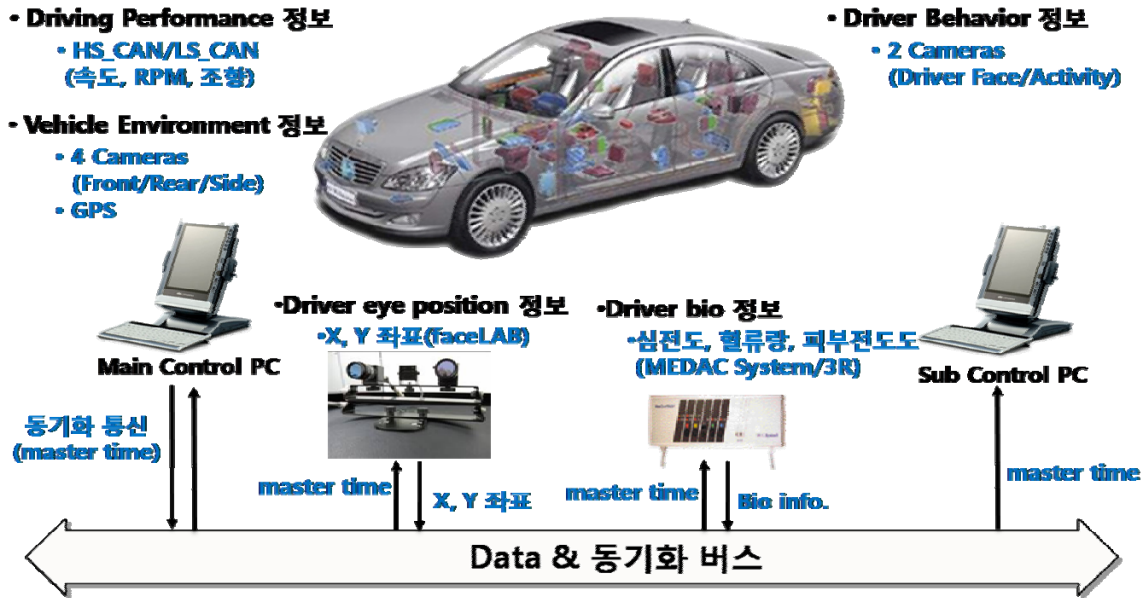 • Driving Performance 정보
• HS_CAN/LS_CAN
(속도, RPM, 조향)
• Vehicle Environment 정보
• 4 Cameras
(Front/Rear/Side)
• GPS
• Driver Behavior 정보
• 2 Cameras
(Driver Face/Activity)
Main Control PC
•Driver eye position 정보
•X, Y 좌표(faceLAB)
•Driver bio 정보
•심전도, 혈류량, 피부전도도
(MEDAC System/3R)
Sub Control PC
동기화 통신
(master time)
master time
X, Y 좌표
master time
Bio info.
master time
Data & 동기화 버스